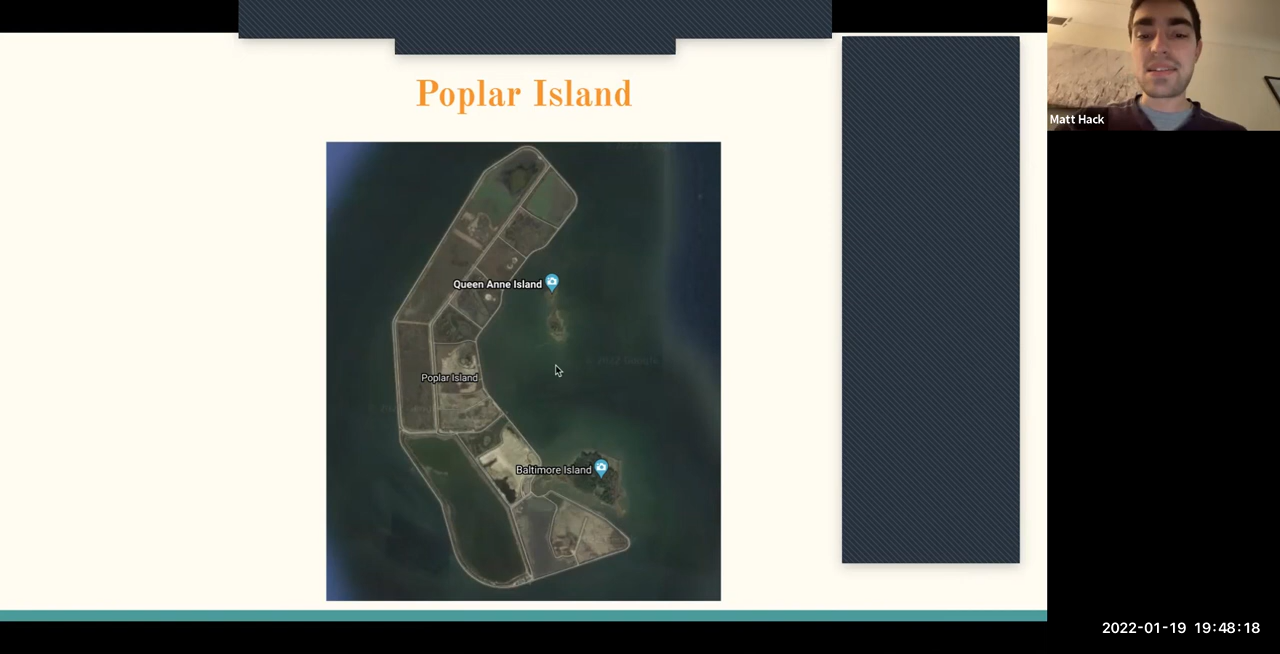 Poplar Island
Matt Hack
Queen Anne Island
Poplar Island
Baltimore Island
2022-01-19 19:48:18